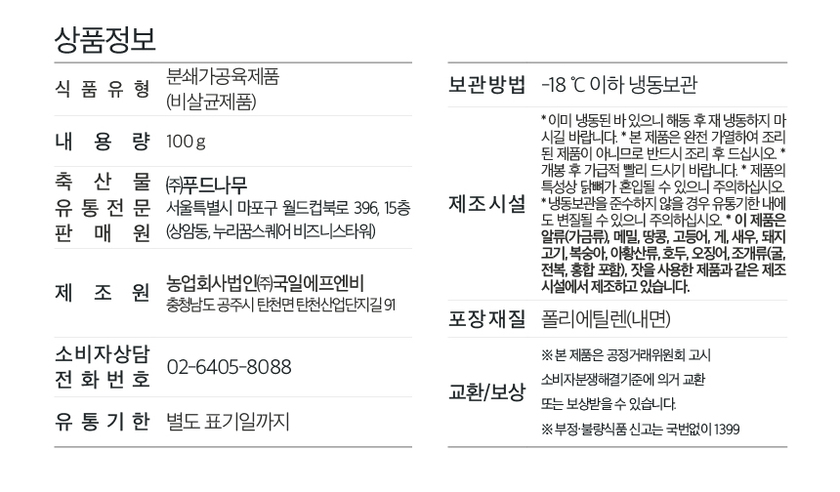 상품정보
식품유형
분쇄가공육제품
(비살균제품)
내용량
100g
축산물
유통전문
판매원
㈜푸드나무
서울특별시 마포구 월드컵북로 396, 15층
(상암동, 누리꿈스퀘어 비즈니스타워)
제조원
농업회사법인㈜국일에프엔비
충청남도 공주시 탄천면 탄천산업단지길 91
소비자상담
전화번호
02-6405-8088
유통기한
별도 표기일까지
보관방법
-18 ℃ 이하 냉동보관
제조시설
* 이미 냉동된 바 있으니 해동 후 재 냉동하지 마
시길 바랍니다. * 본 제품은 완전 가열하여 조리
된 제품이 아니므로 반드시 조리 후 드십시오. *
개봉 후 가급적 빨리 드시기 바랍니다. * 제품의
특성상 닭뼈가 혼입될 수 있으니 주의하십시오.
* 냉동보관을 준수하지 않을 경우 유통기한 내에
도 변질될 수 있으니 주의하십시오. * 이 제품은
알류(가금류), 메밀, 땅콩, 고등어, 게, 새우, 돼지
고기, 복숭아, 아황산류, 호두, 오징어, 조개류(굴,
전복, 홍합 포함), 잣을 사용한 제품과 같은 제조
시설에서 제조하고 있습니다.
포장재질
폴리에틸렌(내면)
교환/보상
※ 본 제품은 공정거래위원회 고시
소비자분쟁해결기준에 의거 교환
또는 보상받을 수 있습니다.
※ 부정·불량식품 신고는 국번없이 1399